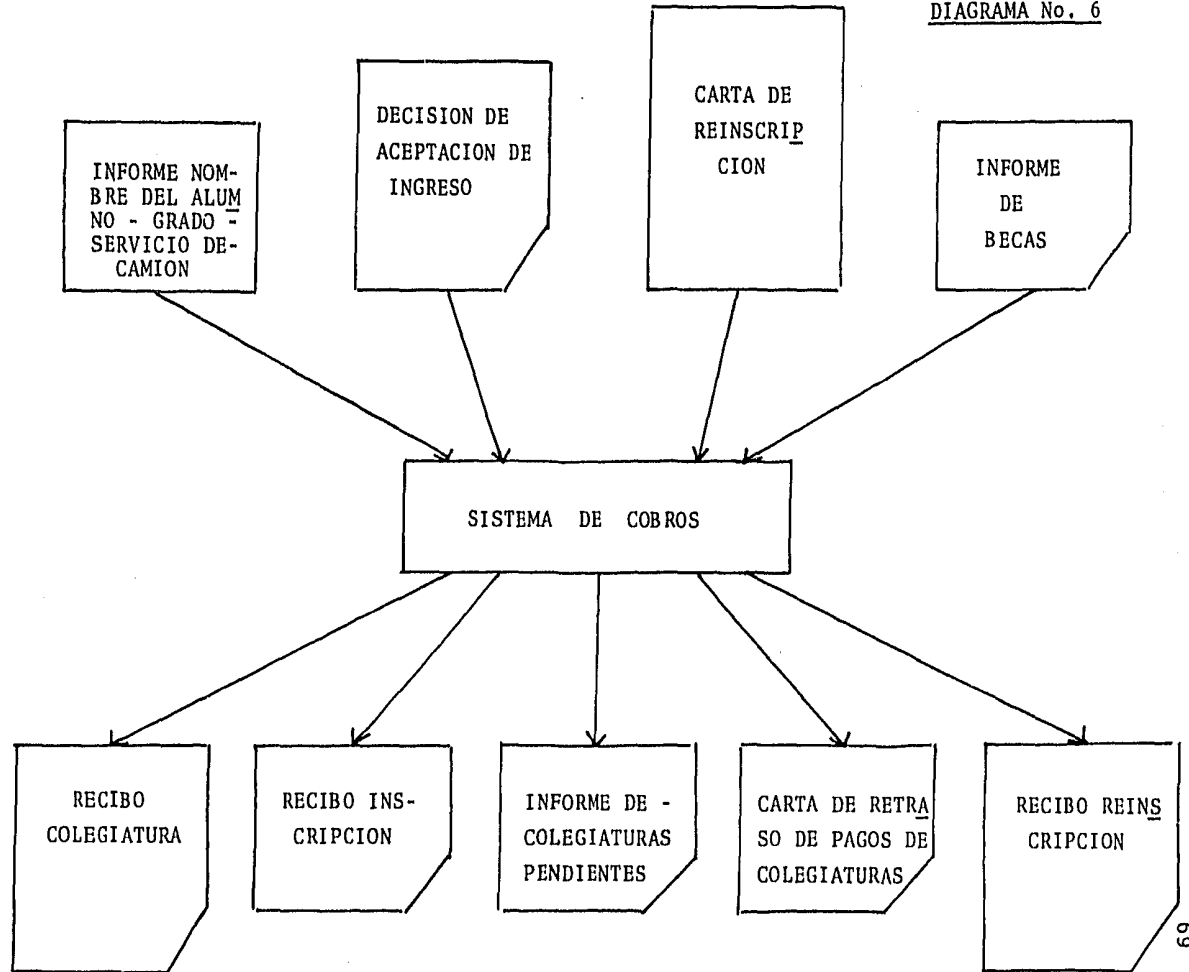 DIAGRAMA No. 6
INFORME NOM-
BRE DEL ALUM
NO - GRADO -
SERVICIO DE-
CAMION
DECISION DE
ACEPTACION DE
INGRESO
CARTA DE
REINSCRIP
CION
INFORME
DE
BECAS
SISTEMA DE COBROS
RECIBO
COLEGIATURA
RECIBO INS-
CRIPCION
INFORME DE -
COLEGIATURAS
PENDIENTES
CARTA DE RETRA
SO DE PAGOS DE
COLEGIATURAS
RECIBO REINS
CRIPCION
69